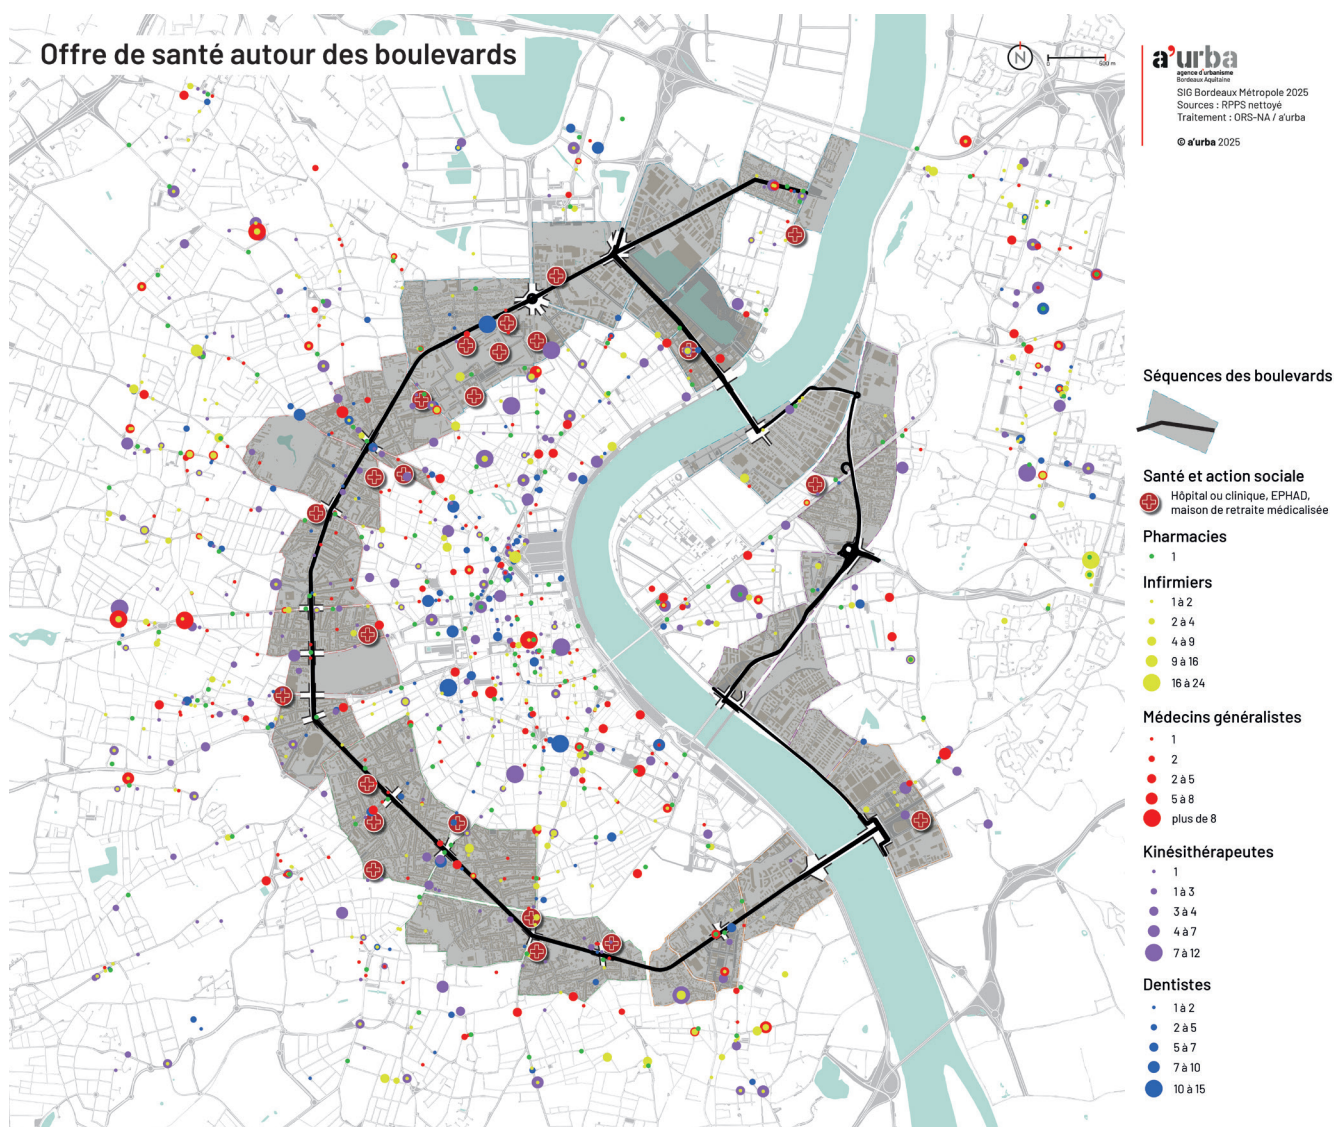 Offre de santé autour des boulevards
N
0
500 m
a'urba
agence d'urbanisme
Bordeaux Aquitaine
SIG Bordeaux Métropole 2025
Sources : RPPS nettoyé
Traitement : ORS-NA / a'urba
© a'urba 2025
Séquences des boulevards
Santé et action sociale
Hôpital ou clinique, EPHAD,
maison de retraite médicalisée
Pharmacies
1
Infirmiers
1 à 2
2 à 4
4 à 9
9 à 16
16 à 24
Médecins généralistes
1
2
2 à 5
5 à 8
plus de 8
Kinésithérapeutes
1
1 à 3
3 à 4
4 à 7
7 à 12
Dentistes
1 à 2
2 à 5
5 à 7
7 à 10
10 à 15